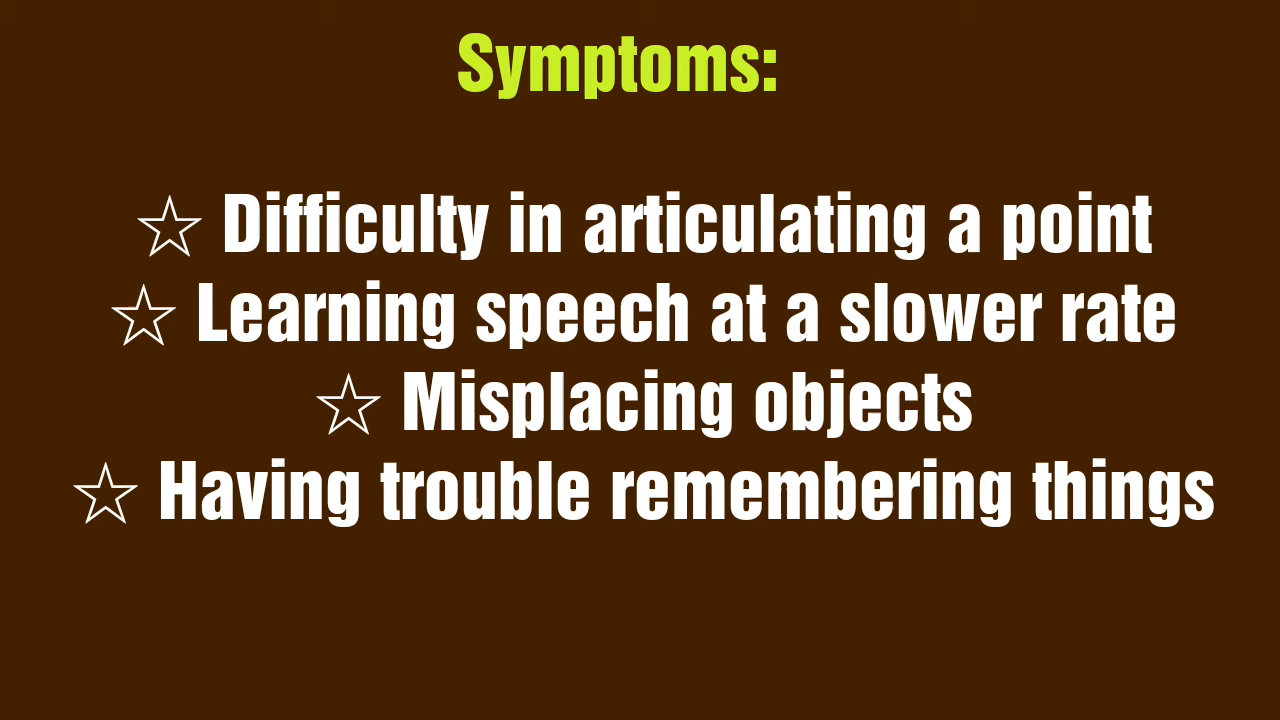 Symptoms:
☆ Difficulty in articulating a point
☆ Learning speech at a slower rate
☆ Misplacing objects
☆ Having trouble remembering things